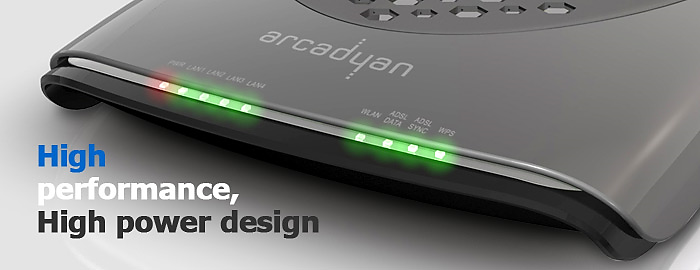 arcadyan
PWR LAN1 LAN2 LAN3 LAN4
WLAN ADSL DATA ADSL SYNC WPS
High
performance,
High power design